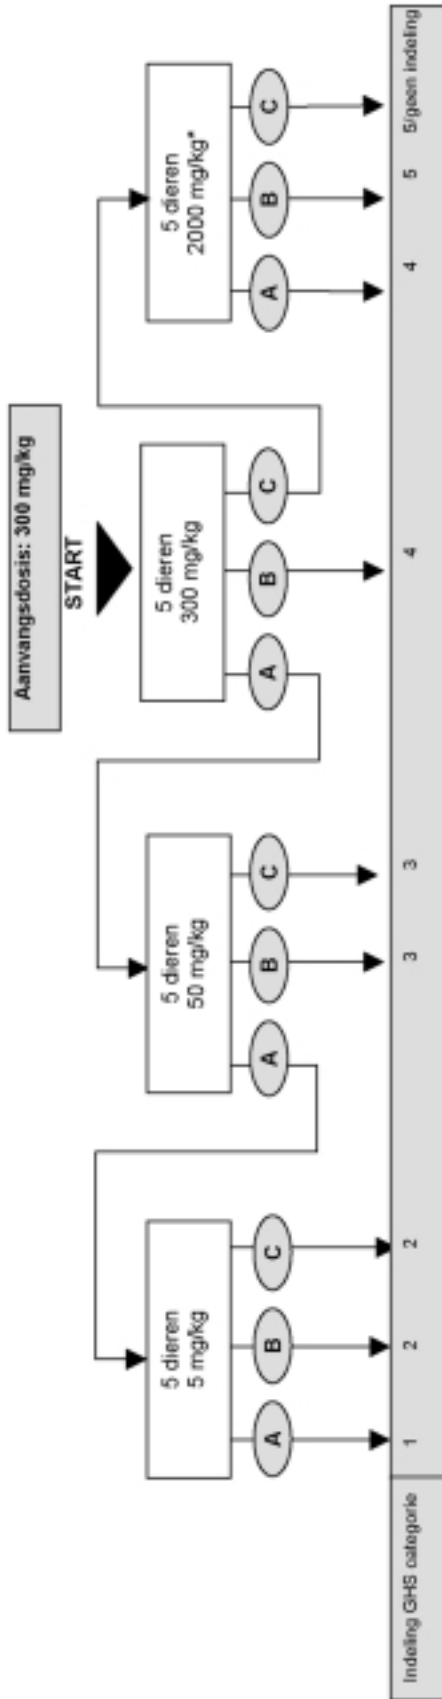 Aanvangsdosis: 300 mg/kg
START
5 dieren
5 mg/kg
5 dieren
50 mg/kg
5 dieren
300 mg/kg
5 dieren
2000 mg/kg*
A B C A B C A B C A B C
Indeling GHS categorie 1 2 2 3 3 4 4 5 5/geen indeling